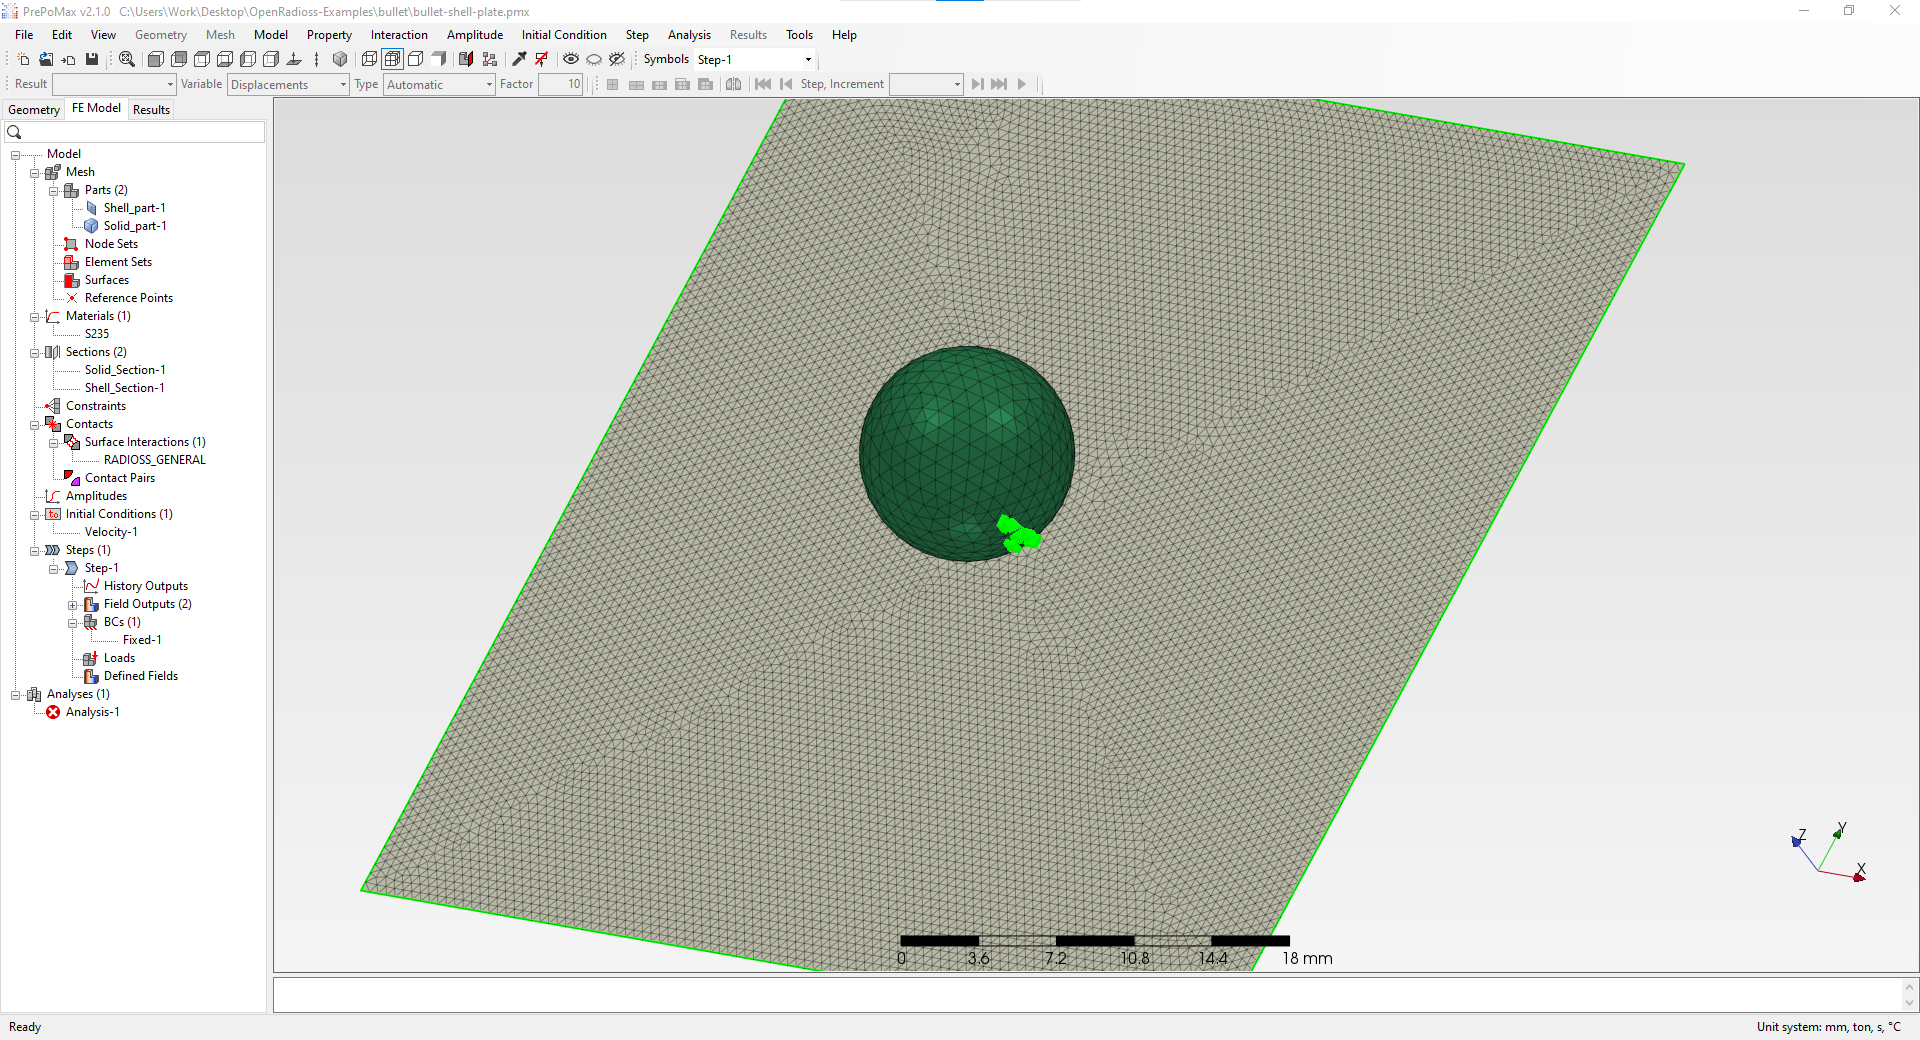 PrePoMax v2.1.0   C:\Users\Work\Desktop\OpenRadioss-Examples\bullet\bullet-shell-plate.pmx
File Edit View Geometry Mesh Model Property Interaction Amplitude Initial Condition Step Analysis Results Tools Help
Symbols Step-1
Result Variable Displacements Type Automatic Factor 10 Step, Increment
Geometry FE Model Results
Model
Mesh
Parts (2)
Shell_part-1
Solid_part-1
Node Sets
Element Sets
Surfaces
Reference Points
Materials (1)
S235
Sections (2)
Solid_Section-1
Shell_Section-1
Constraints
Contacts
Surface Interactions (1)
RADIOSS_GENERAL
Contact Pairs
Amplitudes
Initial Conditions (1)
Velocity-1
Steps (1)
Step-1
History Outputs
Field Outputs (2)
BCs (1)
Fixed-1
Loads
Defined Fields
Analyses (1)
Analysis-1
Z Y X
0 3.6 7.2 10.8 14.4 18 mm
Ready
Unit system: mm, ton, s, °C